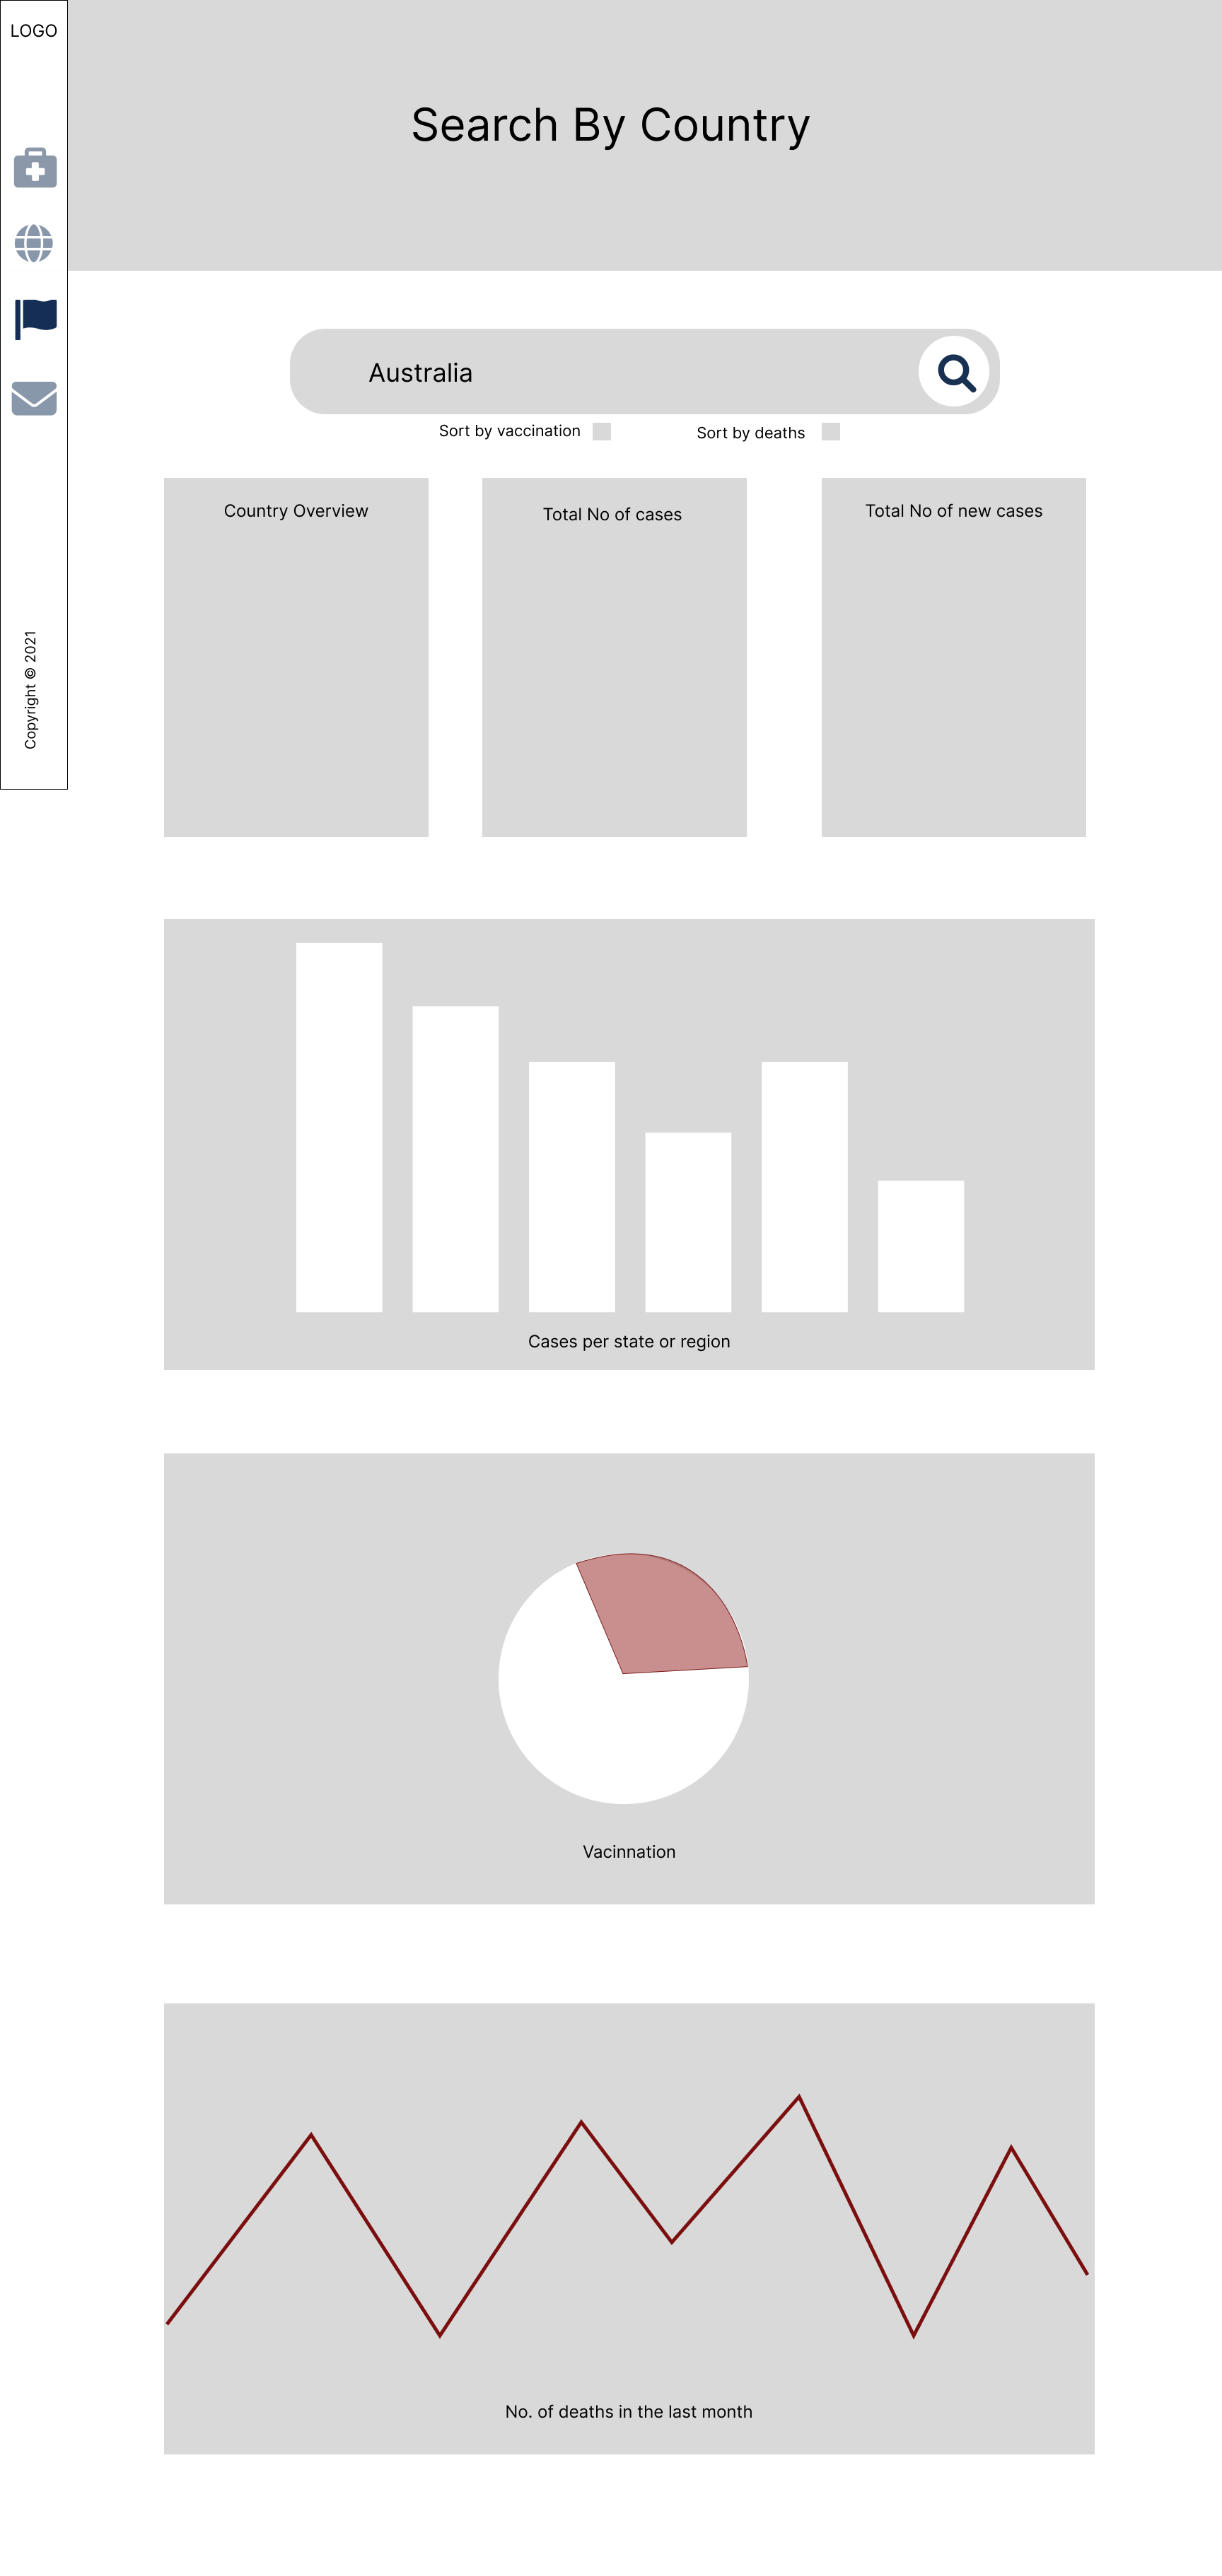 LOGO
Search By Country
Australia
Sort by vaccination
Sort by deaths
Country Overview
Total No of cases
Total No of new cases
Copyright © 2021
Cases per state or region
Vacinnation
No. of deaths in the last month